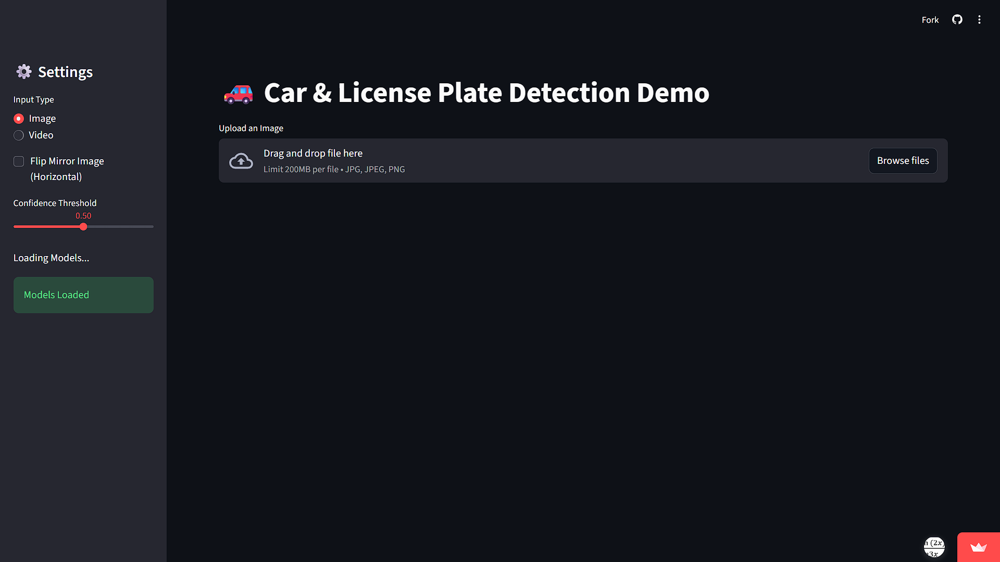 Fork
Settings
Input Type
Image
Video
Flip Mirror Image
(Horizontal)
Confidence Threshold
0.50
Loading Models...
Models Loaded
Car & License Plate Detection Demo
Upload an Image
Drag and drop file here
Limit 200MB per file • JPG, JPEG, PNG
Browse files
(2x)
3x